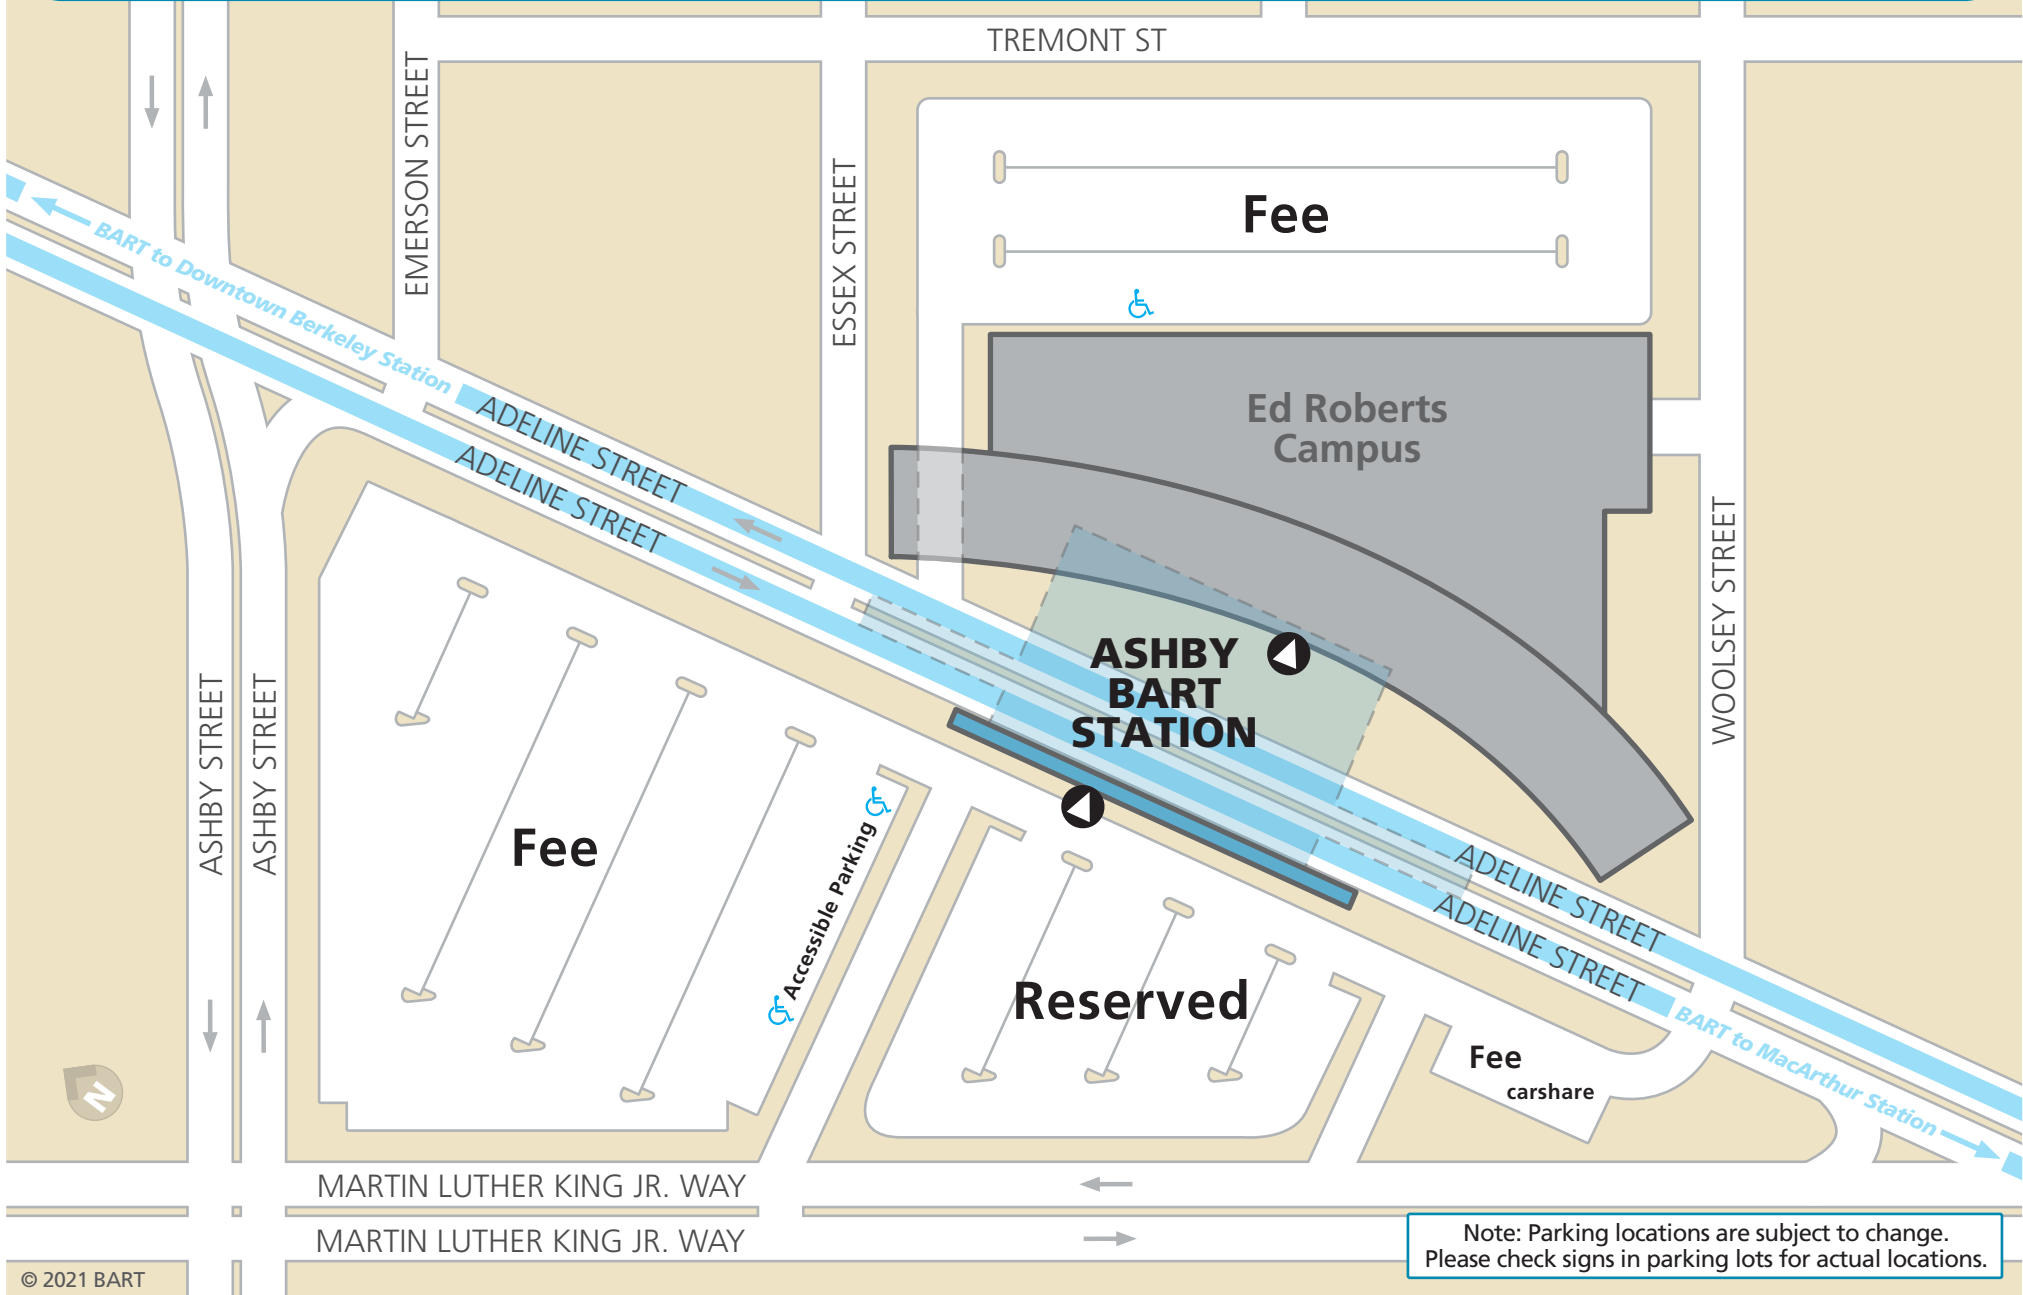 TREMONT ST
EMERSON STREET
ESSEX STREET
Fee
BART to Downtown Berkeley Station
ADELINE STREET
ADELINE STREET
Ed Roberts
Campus
WOOLSEY STREET
ASHBY
BART
STATION
ASHBY STREET
ASHBY STREET
Fee
Accessible Parking
ADELINE STREET
ADELINE STREET
Reserved
BART to MacArthur Station
Fee
carshare
N
MARTIN LUTHER KING JR. WAY
MARTIN LUTHER KING JR. WAY
Note: Parking locations are subject to change.
Please check signs in parking lots for actual locations.
© 2021 BART